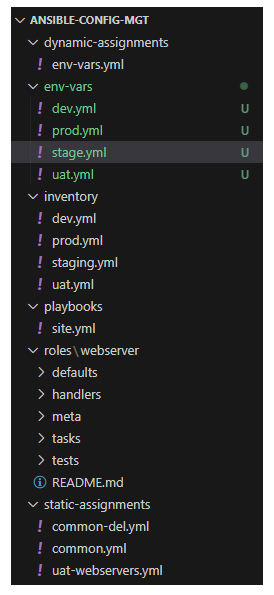 ANSIBLE-CONFIG-MGT
dynamic-assignments
! env-vars.yml
env-vars
! dev.yml U
! prod.yml U
! stage.yml U
! uat.yml U
inventory
! dev.yml
! prod.yml
! staging.yml
! uat.yml
playbooks
! site.yml
roles\webserver
defaults
handlers
meta
tasks
tests
README.md
static-assignments
! common-del.yml
! common.yml
! uat-webservers.yml